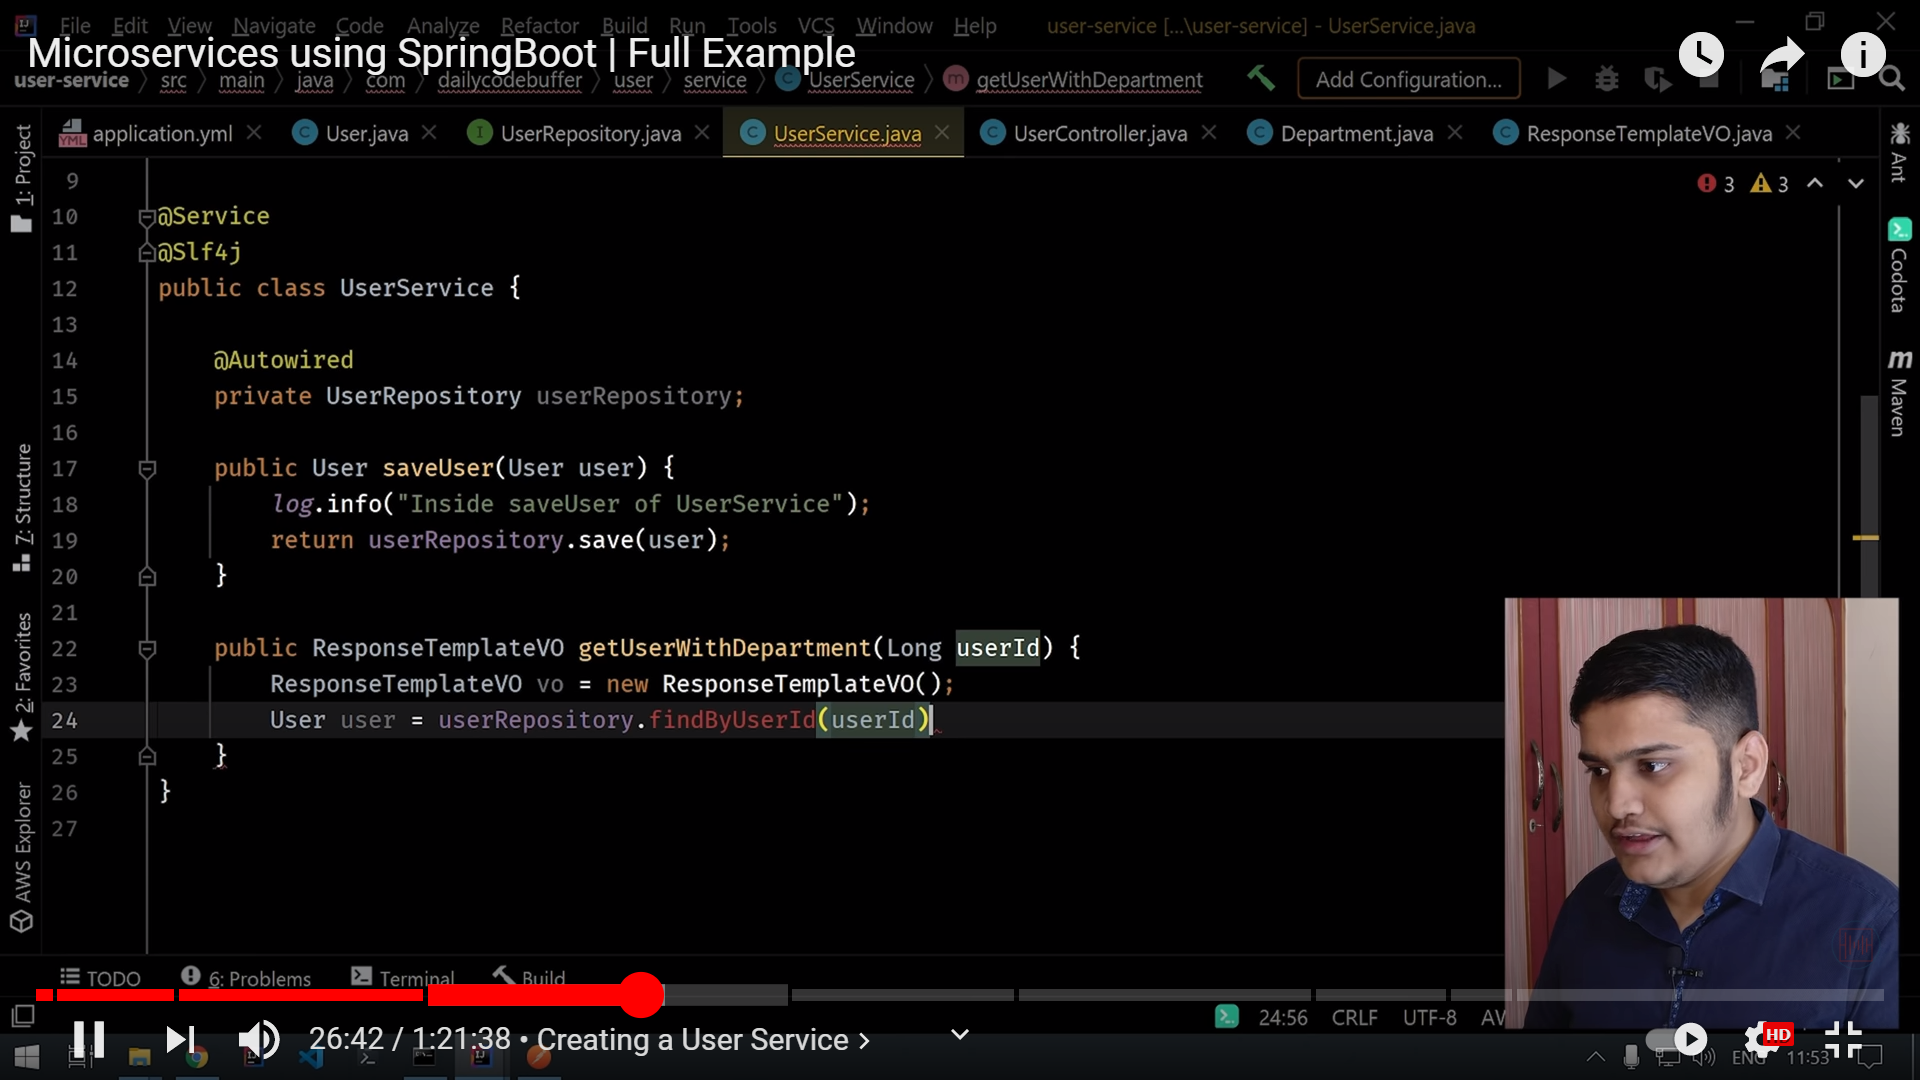 File Edit View Navigate Code Analyze Refactor Build Run Tools VCS Window Help user-service [...\user-service] - UserService.java
Microservices using SpringBoot | Full Example
user-service src main java com dailycodebuffer user service UserService getUserWithDepartment Add Configuration...
application.yml User.java UserRepository.java UserService.java UserController.java Department.java ResponseTemplateVO.java
1: Project
7: Structure
2: Favorites
AWS Explorer
9
10 @Service
11 @Slf4j
12 public class UserService {
13
14 @Autowired
15 private UserRepository userRepository;
16
17 public User saveUser(User user) {
18 log.info("Inside saveUser of UserService");
19 return userRepository.save(user);
20 }
21
22 public ResponseTemplateVO getUserWithDepartment(Long userId) {
23 ResponseTemplateVO vo = new ResponseTemplateVO();
24 User user = userRepository.findByUserId(userId)
25 }
26 }
27
3 3
Ant
Codota
Maven
TODO 6: Problems Terminal Build
24:56 CRLF UTF-8
26:42 / 1:21:38 • Creating a User Service
HD
ENG 11:53